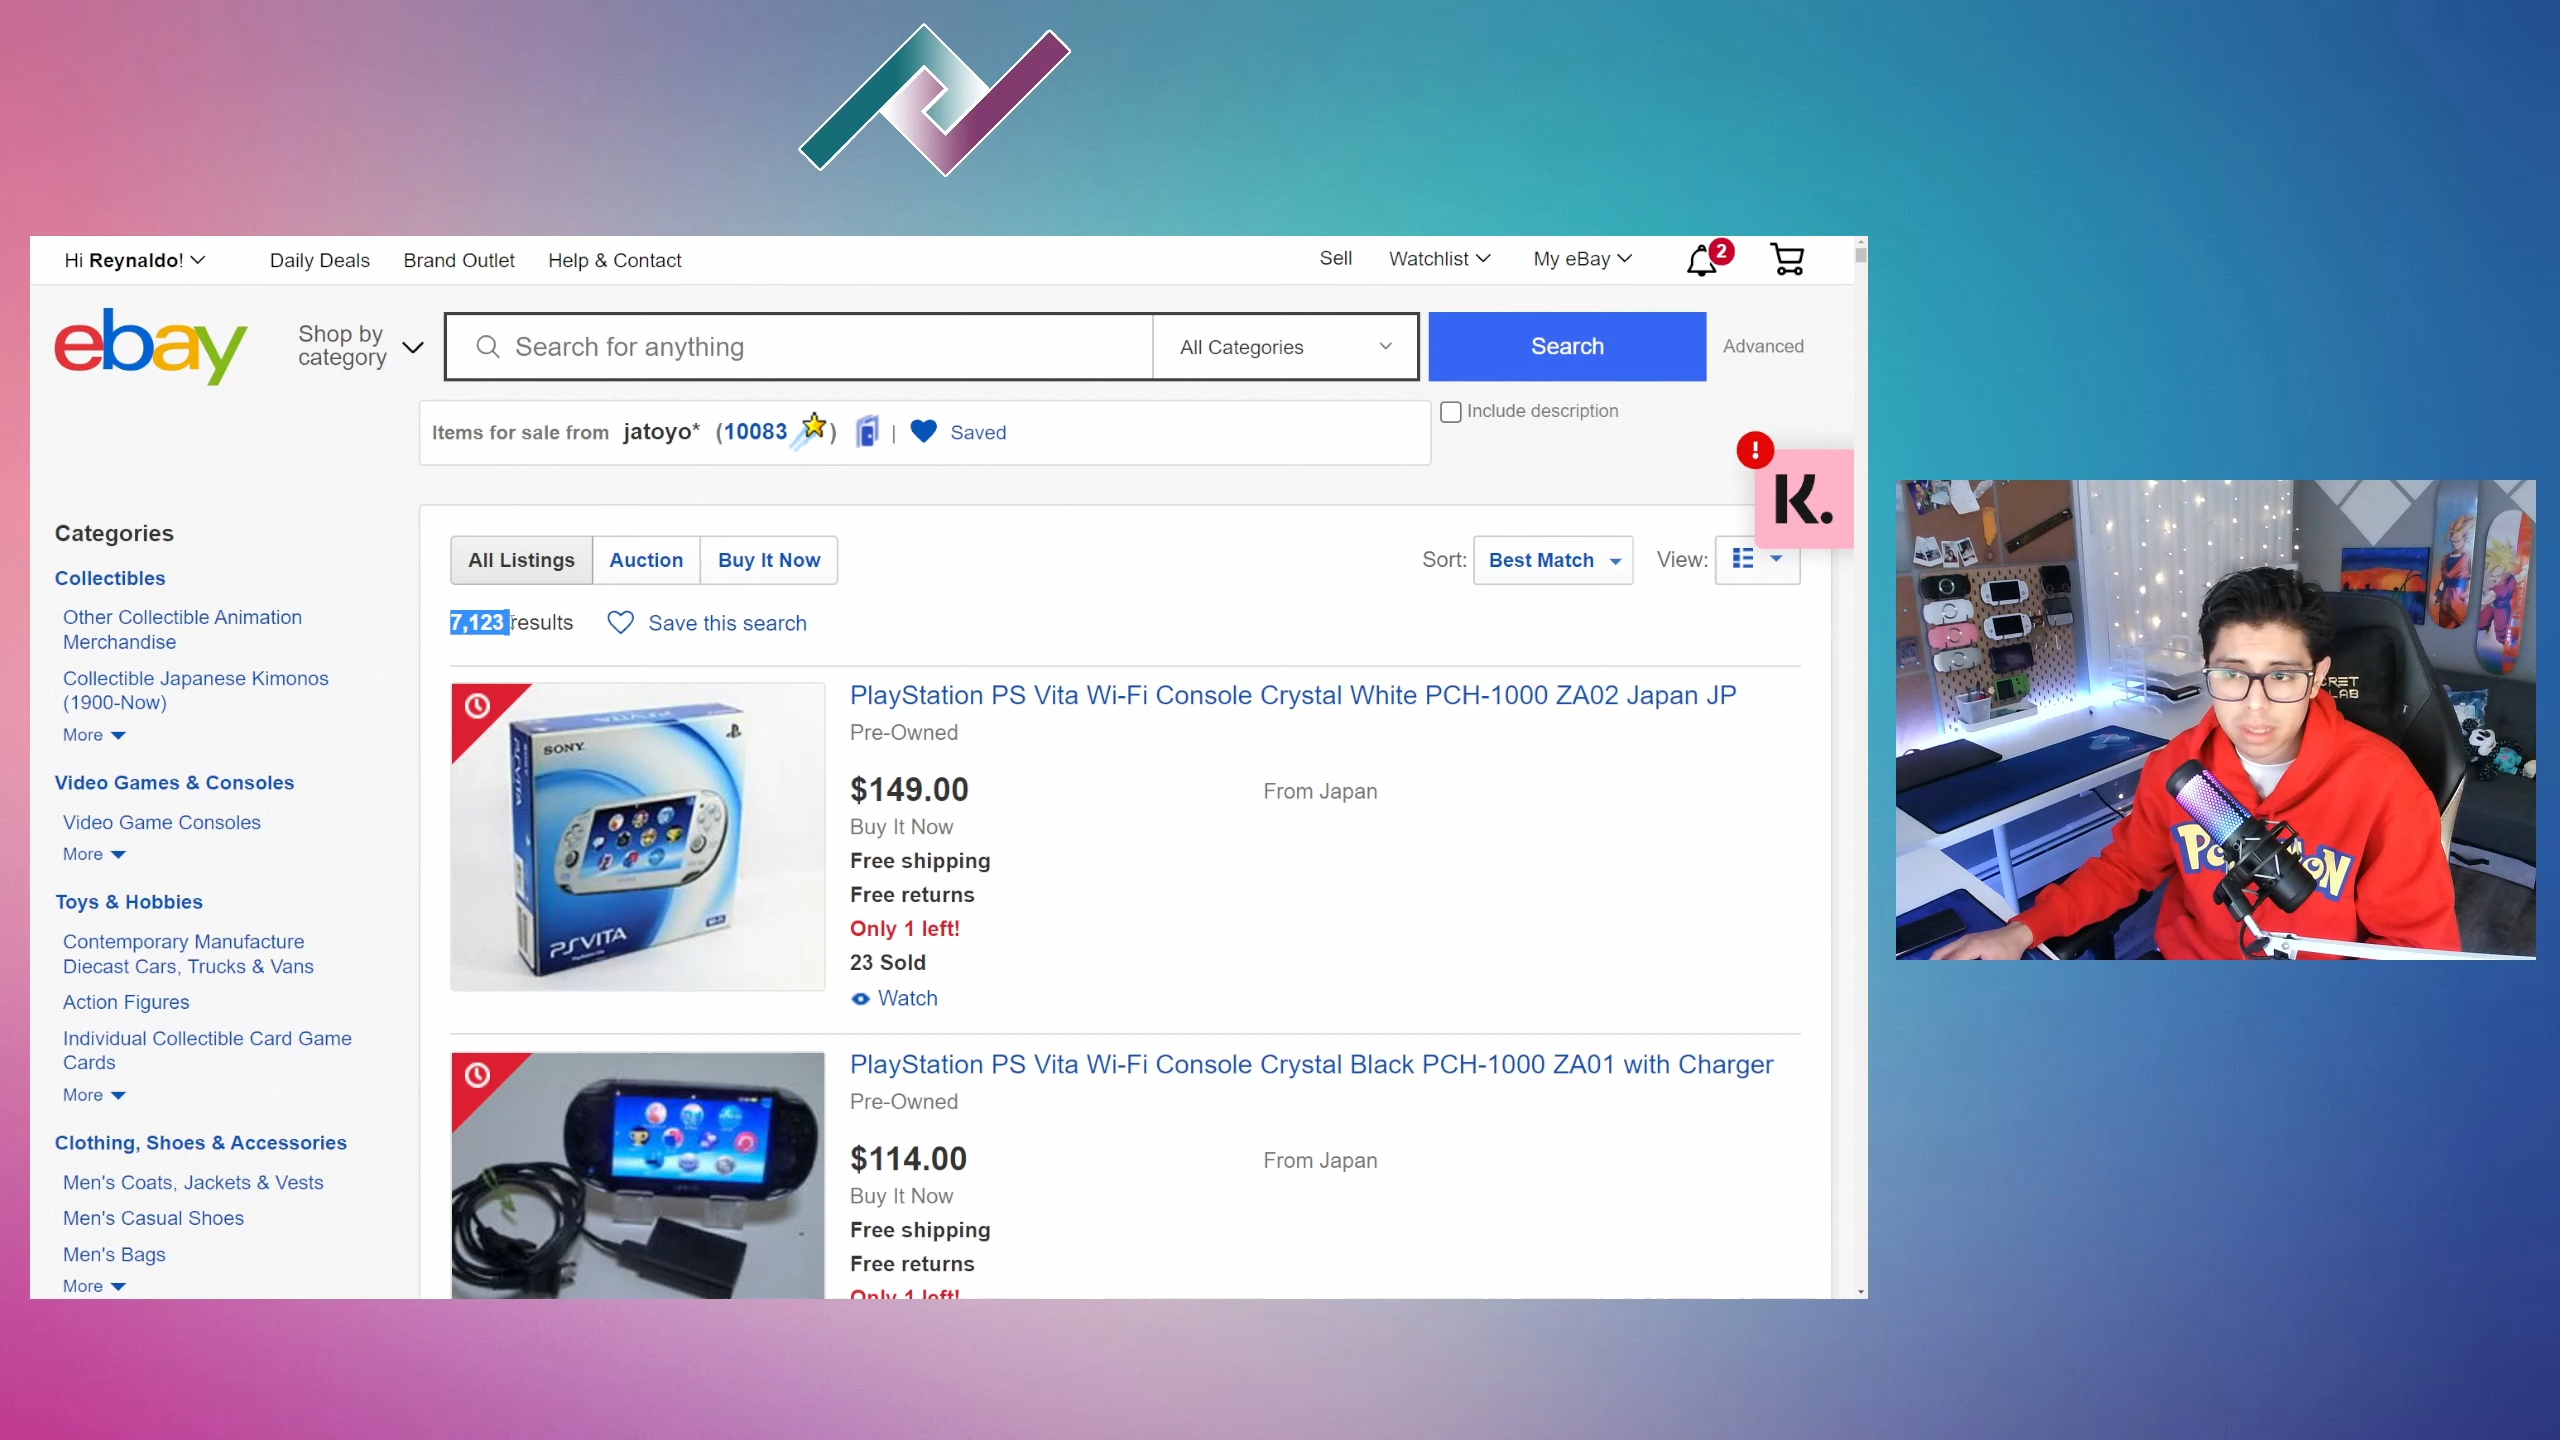 Hi Reynaldo!
Daily Deals
Brand Outlet
Help & Contact
Sell
Watchlist
My eBay
2
ebay
Shop by
category
Search for anything
All Categories
Search
Advanced
Items for sale from jatoyo* (10083) | Saved
Include description
!
K.
Categories
Collectibles
Other Collectible Animation
Merchandise
Collectible Japanese Kimonos
(1900-Now)
More
Video Games & Consoles
Video Game Consoles
More
Toys & Hobbies
Contemporary Manufacture
Diecast Cars, Trucks & Vans
Action Figures
Individual Collectible Card Game
Cards
More
Clothing, Shoes & Accessories
Men's Coats, Jackets & Vests
Men's Casual Shoes
Men's Bags
More
All Listings
Auction
Buy It Now
Sort: Best Match
View:
7,123 results
Save this search
SONY
PSVITA
PSVITA
PlayStation PS Vita Wi-Fi Console Crystal White PCH-1000 ZA02 Japan JP
Pre-Owned
$149.00
From Japan
Buy It Now
Free shipping
Free returns
Only 1 left!
23 Sold
Watch
PlayStation PS Vita Wi-Fi Console Crystal Black PCH-1000 ZA01 with Charger
Pre-Owned
$114.00
From Japan
Buy It Now
Free shipping
Free returns
Only 1 left!